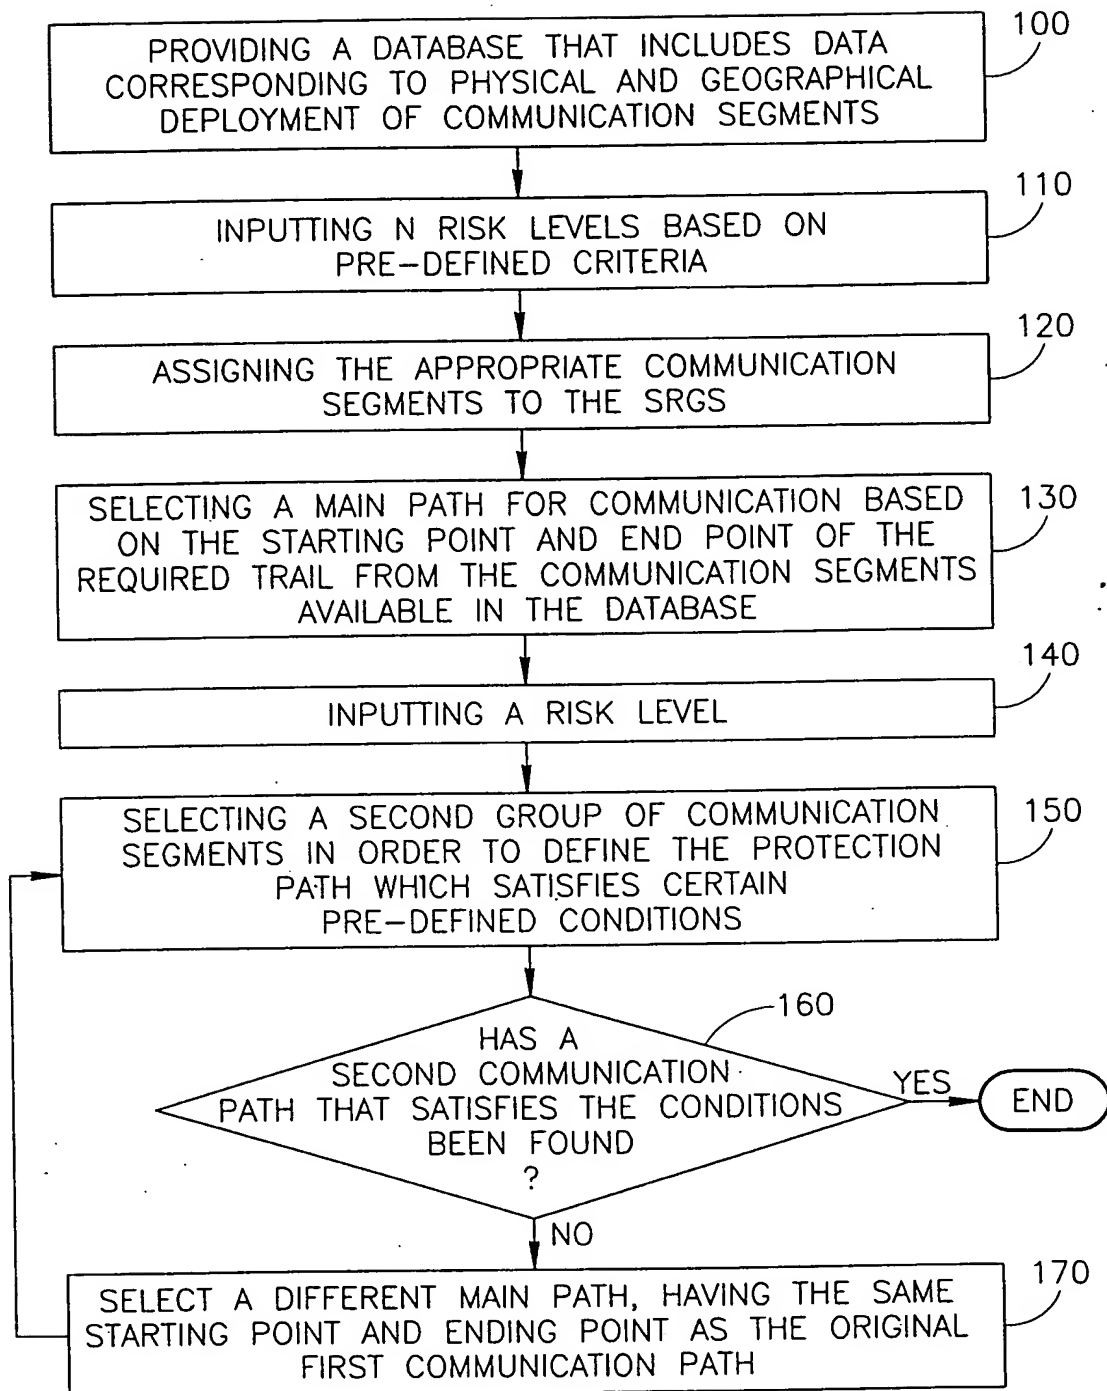 100
PROVIDING A DATABASE THAT INCLUDES DATA
CORRESPONDING TO PHYSICAL AND GEOGRAPHICAL
DEPLOYMENT OF COMMUNICATION SEGMENTS
110
INPUTTING N RISK LEVELS BASED ON
PRE-DEFINED CRITERIA
120
ASSIGNING THE APPROPRIATE COMMUNICATION
SEGMENTS TO THE SRGS
130
SELECTING A MAIN PATH FOR COMMUNICATION BASED
ON THE STARTING POINT AND END POINT OF THE
REQUIRED TRAIL FROM THE COMMUNICATION SEGMENTS
AVAILABLE IN THE DATABASE
140
INPUTTING A RISK LEVEL
150
SELECTING A SECOND GROUP OF COMMUNICATION
SEGMENTS IN ORDER TO DEFINE THE PROTECTION
PATH WHICH SATISFIES CERTAIN
PRE-DEFINED CONDITIONS
160
HAS A
SECOND COMMUNICATION
PATH THAT SATISFIES THE CONDITIONS
BEEN FOUND
?
YES
END
NO
170
SELECT A DIFFERENT MAIN PATH, HAVING THE SAME
STARTING POINT AND ENDING POINT AS THE ORIGINAL
FIRST COMMUNICATION PATH